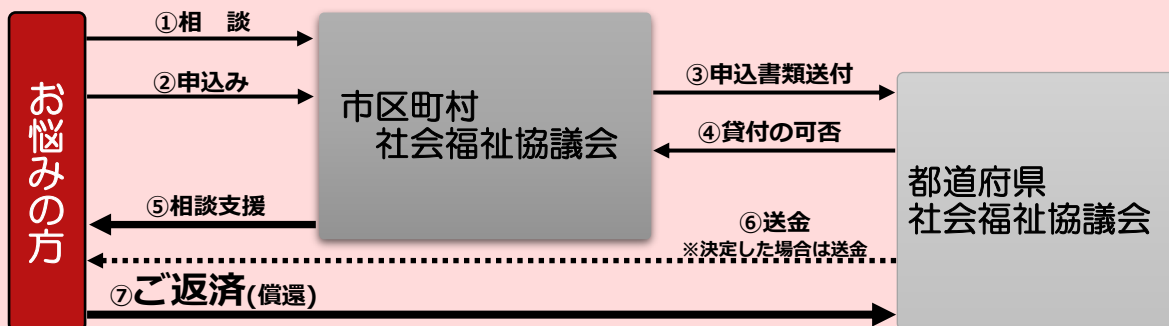 お悩みの方
①相　談
②申込み
市区町村
社会福祉協議会
③申込書類送付
④貸付の可否
都道府県
社会福祉協議会
⑤相談支援
⑥送金
※決定した場合は送金
⑦ご返済(償還)